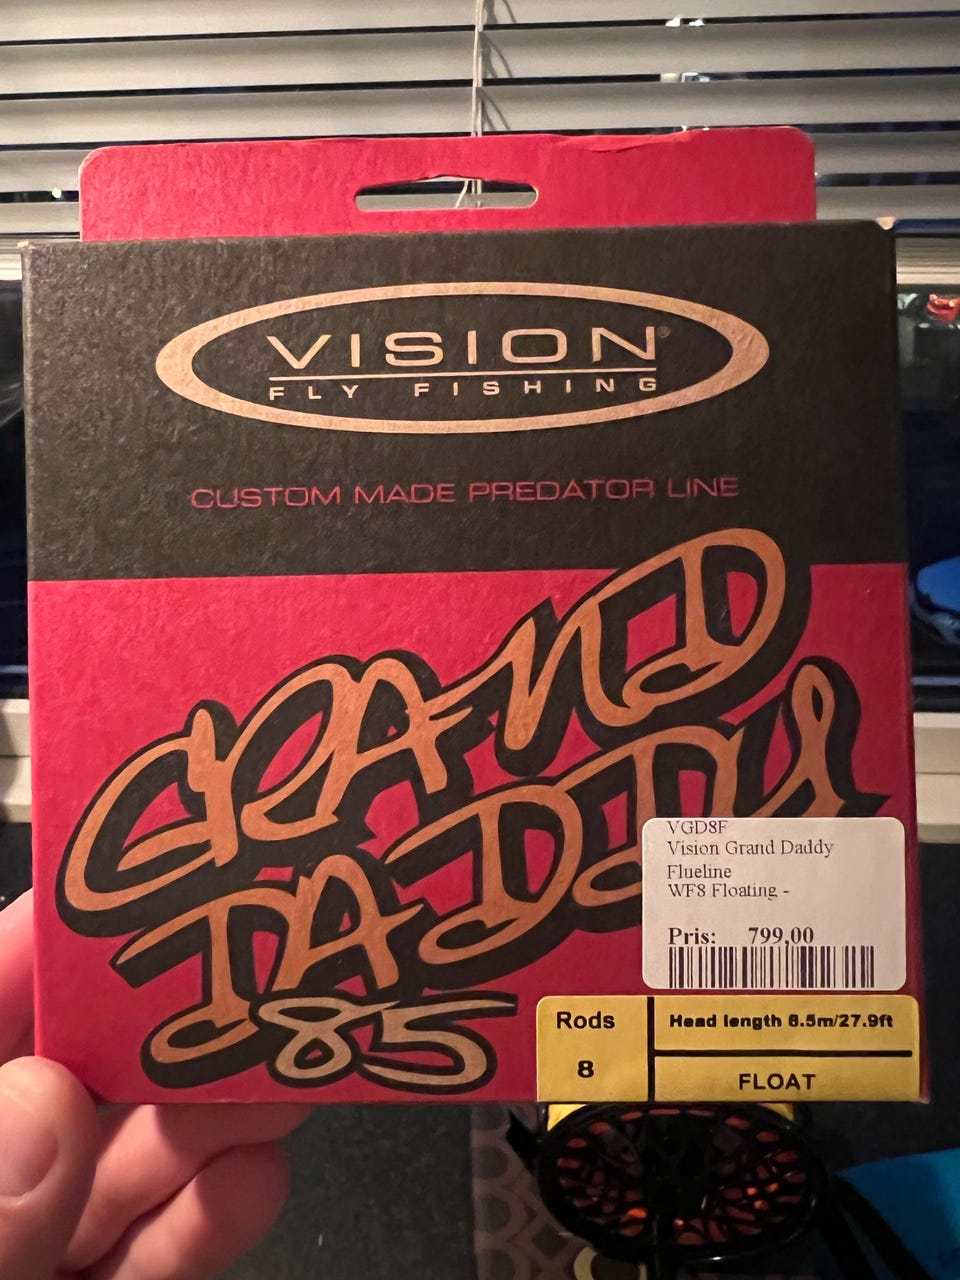 VISION®
FLY FISHING
CUSTOM MADE PREDATOR LINE
GRAND
DADDY
85
VGD8F
Vision Grand Daddy
Flueline
WF8 Floating -
Pris: 799,00
Rods
8
Head length 8.5m/27.9ft
FLOAT